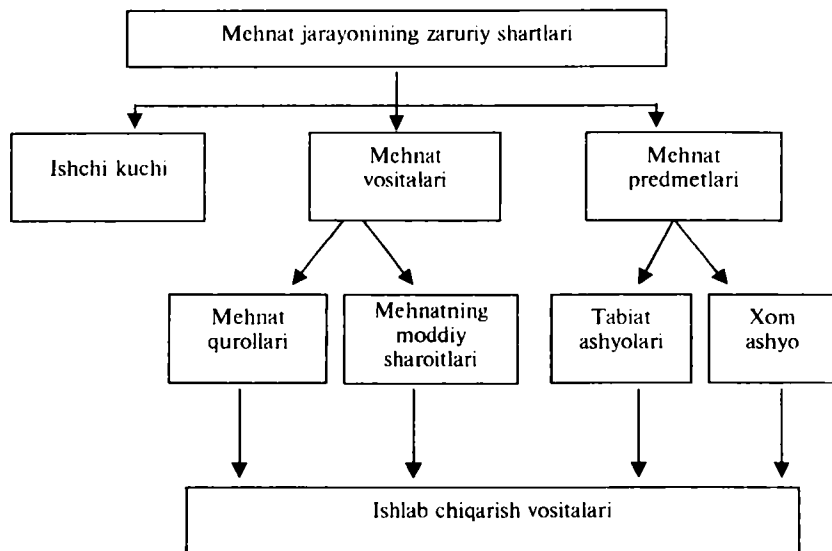 Mehnat jarayonining zaruriy shartlari
Ishchi kuchi
Mehnat
vositalari
Mehnat
predmetlari
Mehnat
qurollari
Mehnatning
moddiy
sharoitlari
Tabiat
ashyolari
Xom
ashyo
Ishlab chiqarish vositalari